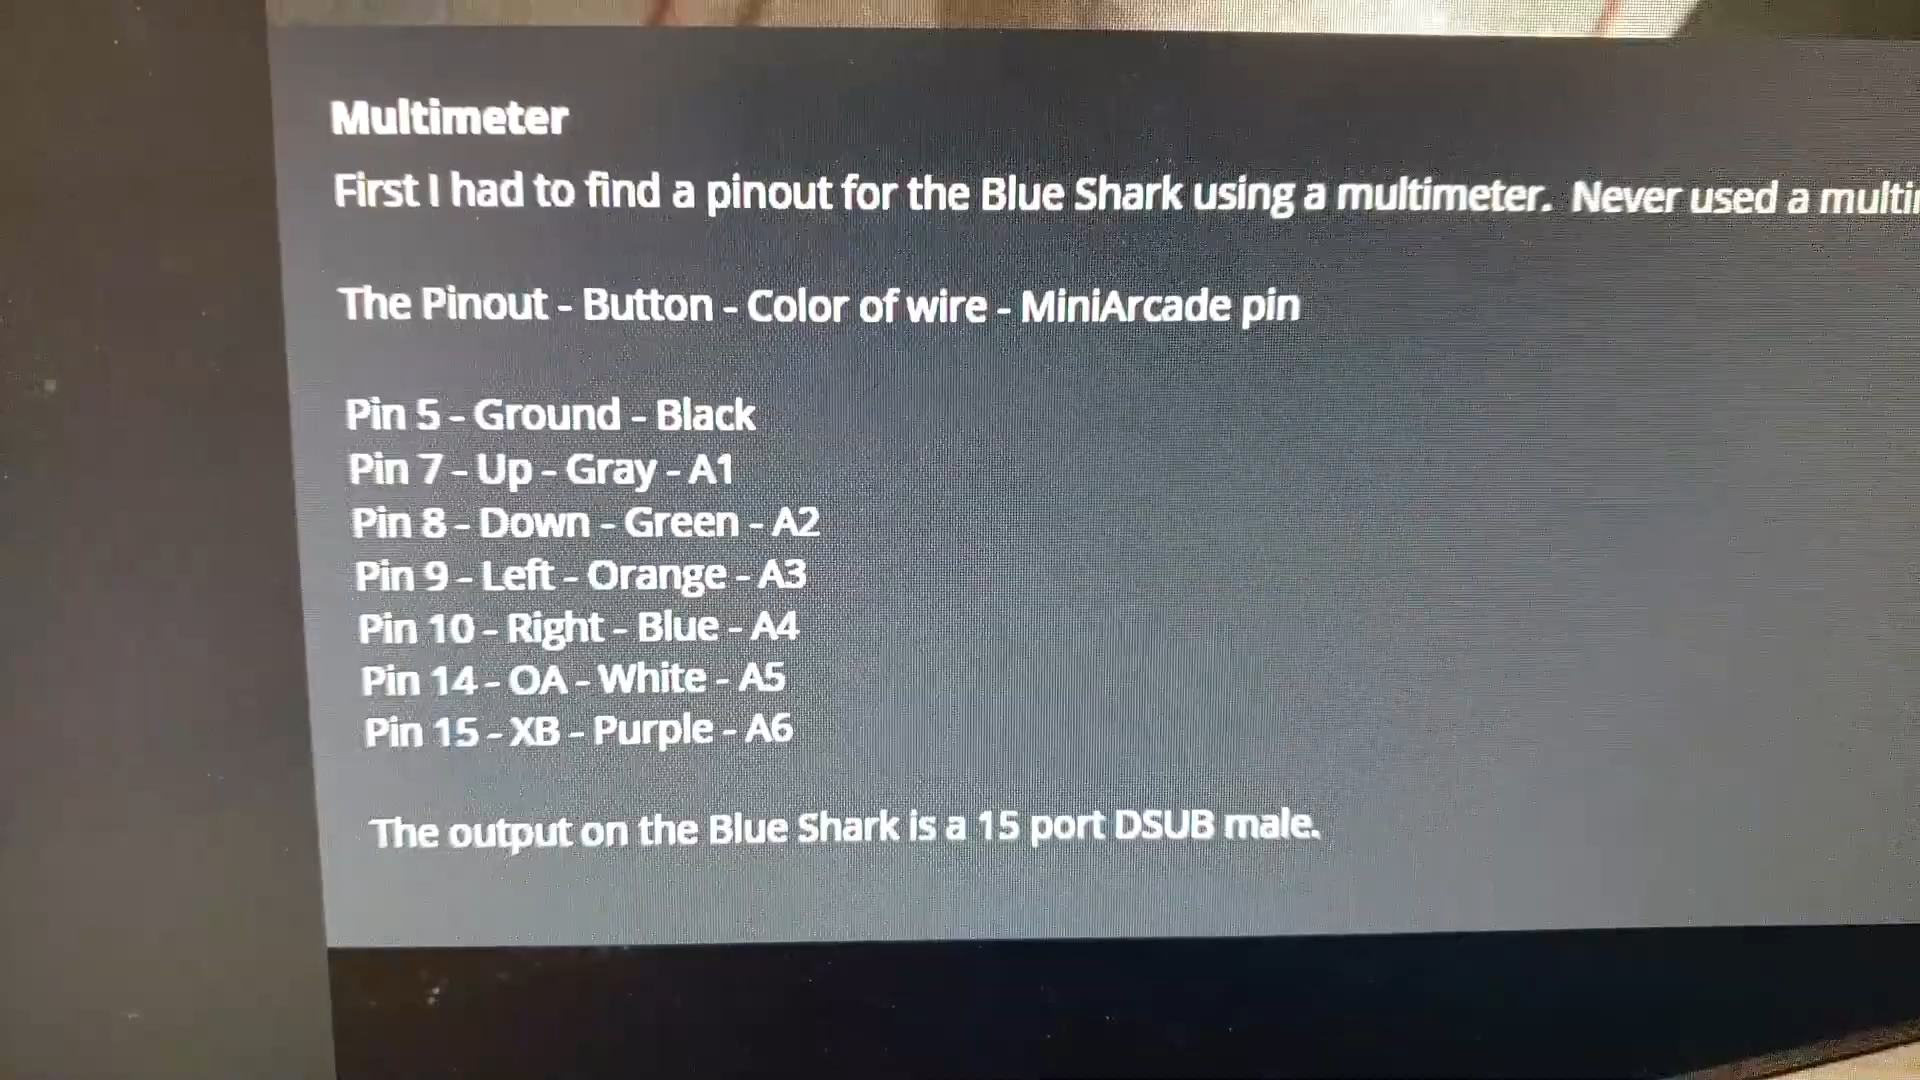 Multimeter
First I had to find a pinout for the Blue Shark using a multimeter. Never used a
The Pinout - Button - Color of wire - MiniArcade pin
Pin 5 - Ground - Black
Pin 7 - Up - Gray - A1
Pin 8 - Down - Green - A2
Pin 9 - Left - Orange - A3
Pin 10 - Right - Blue - A4
Pin 14 - OA - White - A5
Pin 15 - XB - Purple - A6
The output on the Blue Shark is a 15 port DSUB male.